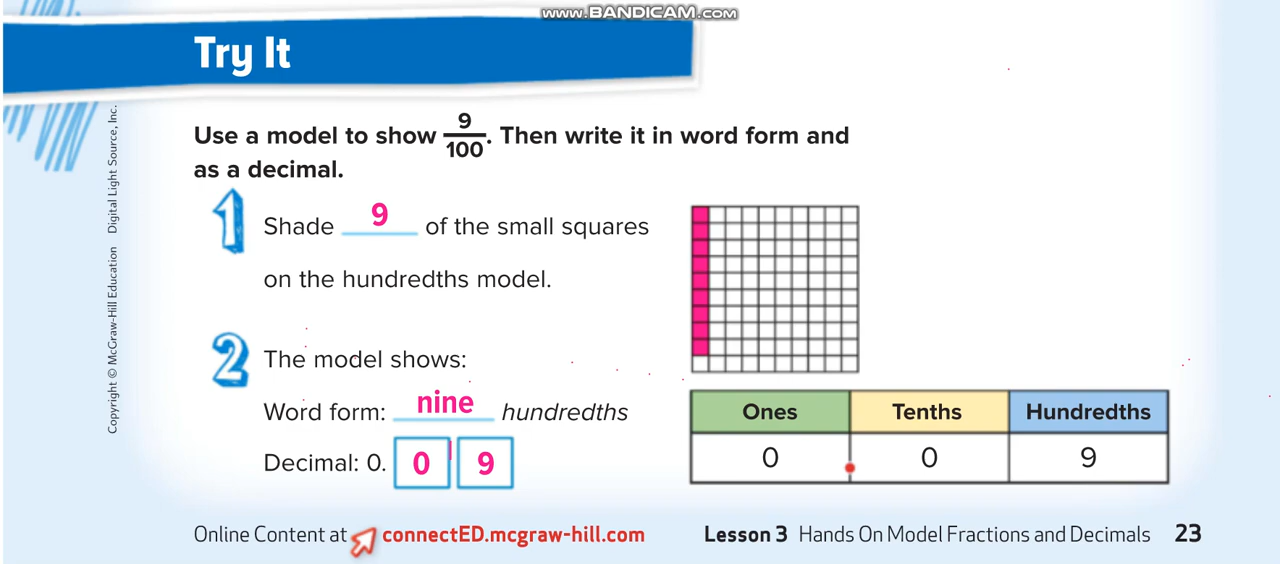 www.BANDICAM.com
Try It
Use a model to show 9/100. Then write it in word form and
as a decimal.
1 Shade 9 of the small squares
on the hundredths model.
2 The model shows:
Word form: nine hundredths
Decimal: 0. 0 9
Ones Tenths Hundredths
0 . 0 9
Copyright © McGraw-Hill Education Digital Light Source, Inc.
Online Content at connectED.mcgraw-hill.com
Lesson 3 Hands On Model Fractions and Decimals 23